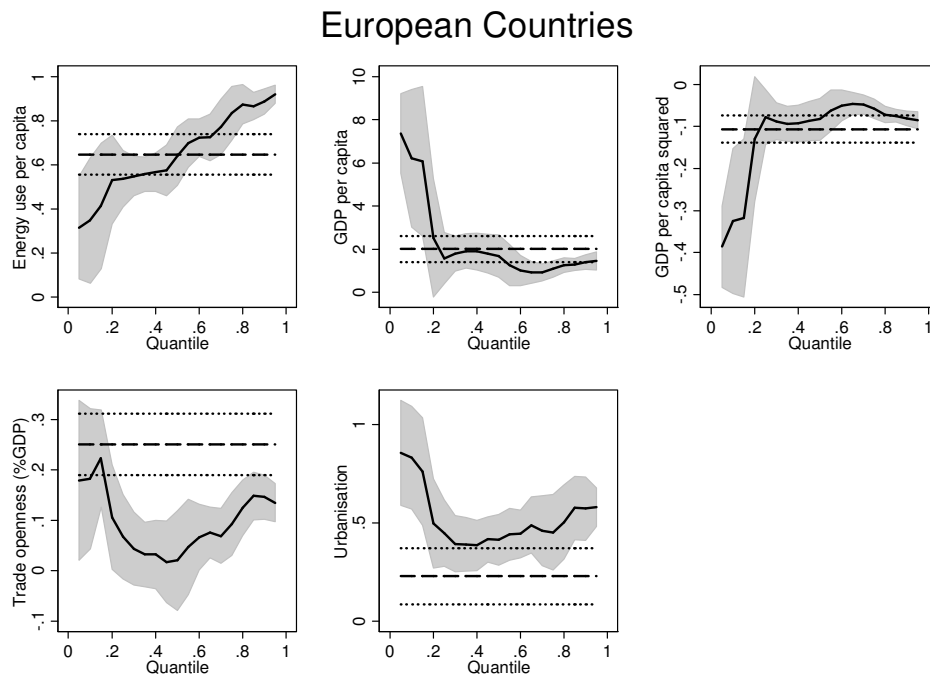 European Countries
Energy use per capita
0
.2
.4
.6
.8
1
0 .2 .4 .6 .8 1
Quantile
GDP per capita
0
2
4
6
8
10
0 .2 .4 .6 .8 1
Quantile
GDP per capita squared
-.5
-.4
-.3
-.2
-.1
0
0 .2 .4 .6 .8 1
Quantile
Trade openness (%GDP)
-.1
0
.1
.2
.3
0 .2 .4 .6 .8 1
Quantile
Urbanisation
0
.5
1
0 .2 .4 .6 .8 1
Quantile